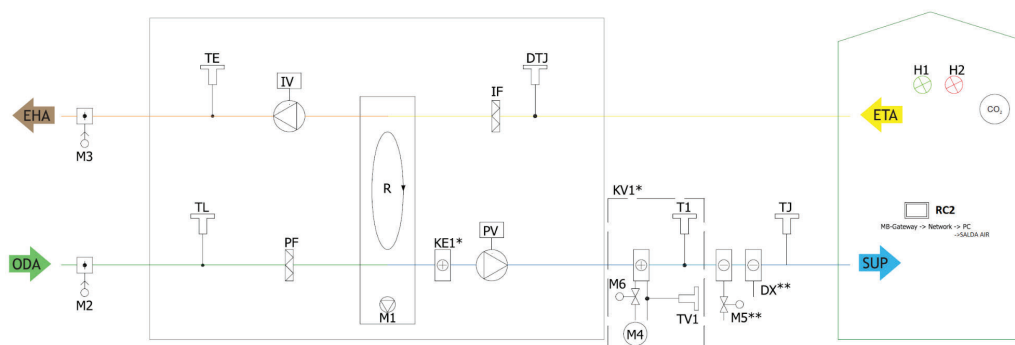 TE
DTJ
IV
IF
H1
H2
EHA
ETA
CO₂
M3
R
KV1*
TL
T1
TJ
RC2
PF
KE1*
PV
MB-Gateway -> Network -> PC
->SALDA AIR
ODA
SUP
M6
DX**
M2
M1
M4
TV1
M5**